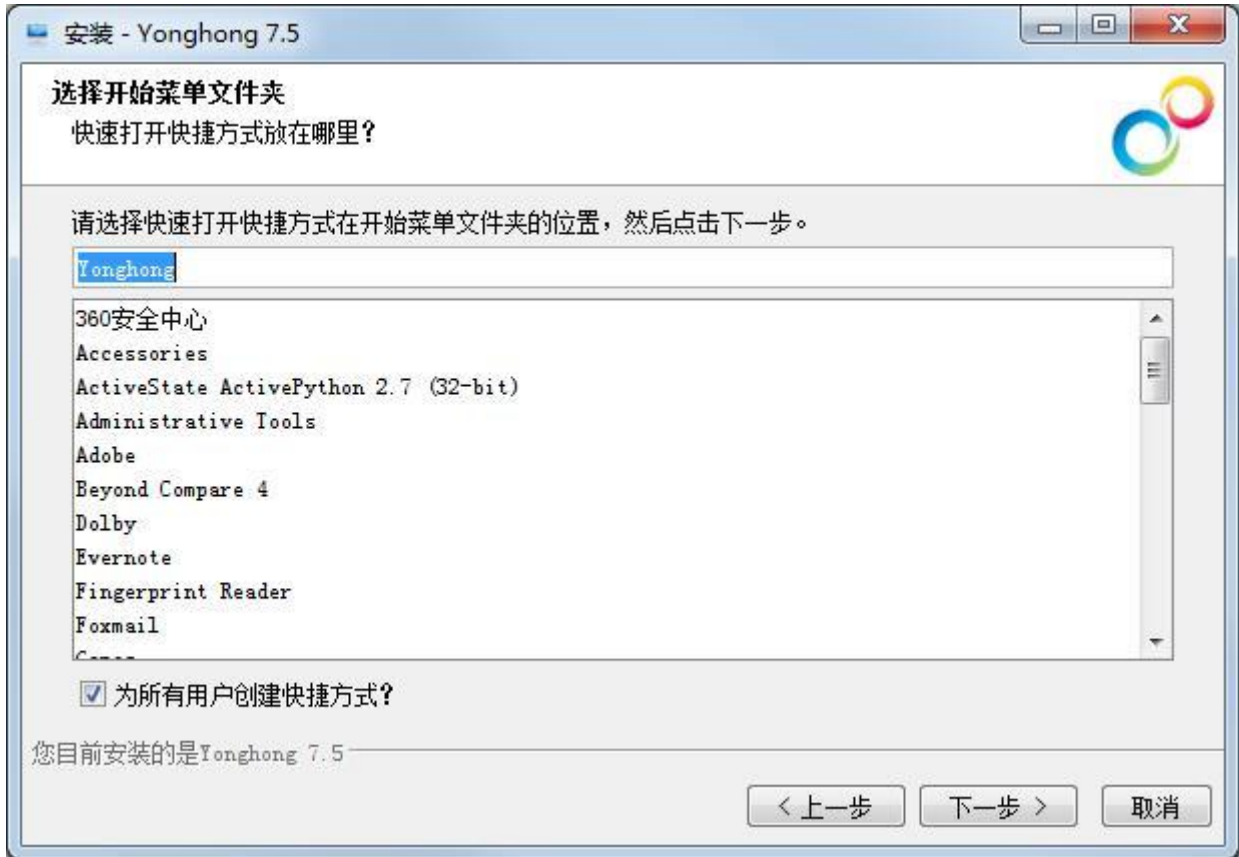 安装 - Yonghong 7.5
选择开始菜单文件夹
快速打开快捷方式放在哪里?
请选择快速打开快捷方式在开始菜单文件夹的位置，然后点击下一步。
Yonghong
360安全中心
Accessories
ActiveState ActivePython 2.7 (32-bit)
Administrative Tools
Adobe
Beyond Compare 4
Dolby
Evernote
Fingerprint Reader
Foxmail
为所有用户创建快捷方式?
您目前安装的是Yonghong 7.5
< 上一步
下一步 >
取消